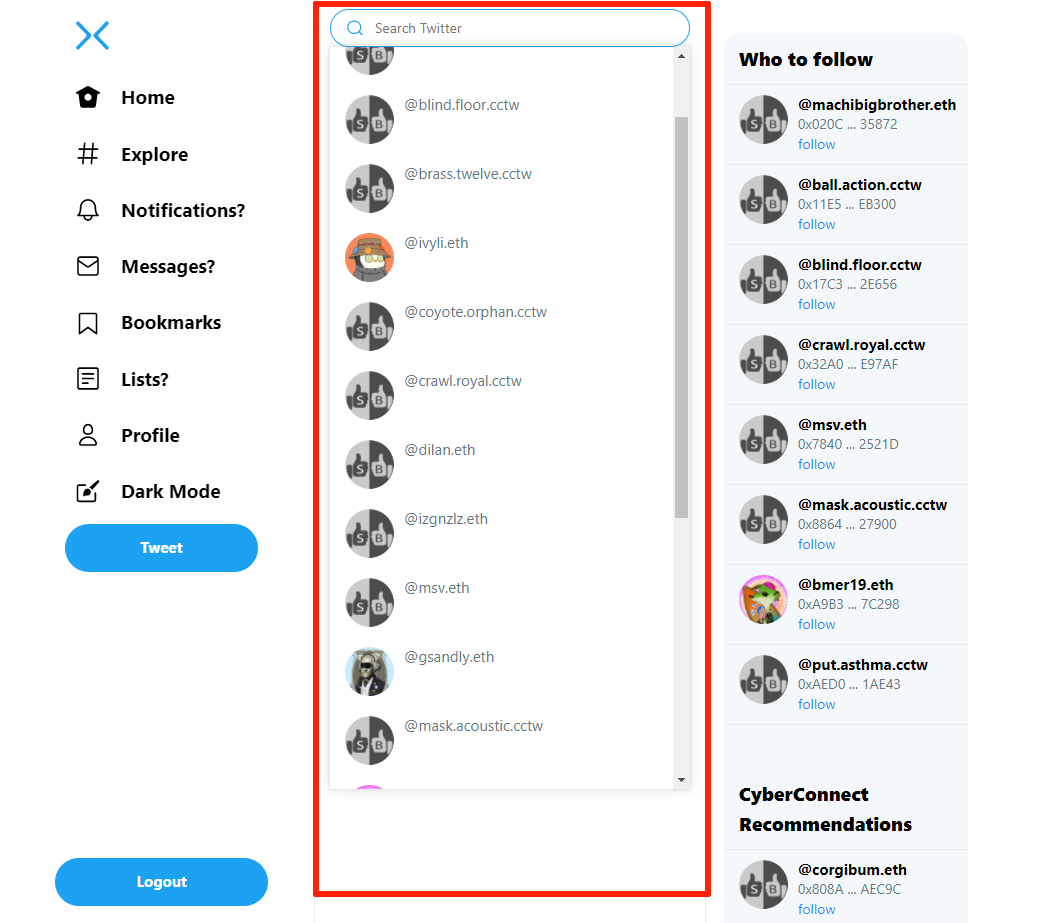 Home
Explore
Notifications?
Messages?
Bookmarks
Lists?
Profile
Dark Mode
Tweet
Logout
Search Twitter
@blind.floor.cctw
@brass.twelve.cctw
@ivyli.eth
@coyote.orphan.cctw
@crawl.royal.cctw
@dilan.eth
@izgnzlz.eth
@msv.eth
@gsandly.eth
@mask.acoustic.cctw
Who to follow
@machibigbrother.eth
0x020C ... 35872
follow
@ball.action.cctw
0x11E5 ... EB300
follow
@blind.floor.cctw
0x17C3 ... 2E656
follow
@crawl.royal.cctw
0x32A0 ... E97AF
follow
@msv.eth
0x7840 ... 2521D
follow
@mask.acoustic.cctw
0x8864 ... 27900
follow
@bmer19.eth
0xA9B3 ... 7C298
follow
@put.asthma.cctw
0xAED0 ... 1AE43
follow
CyberConnect
Recommendations
@corgibum.eth
0x808A ... AEC9C
follow